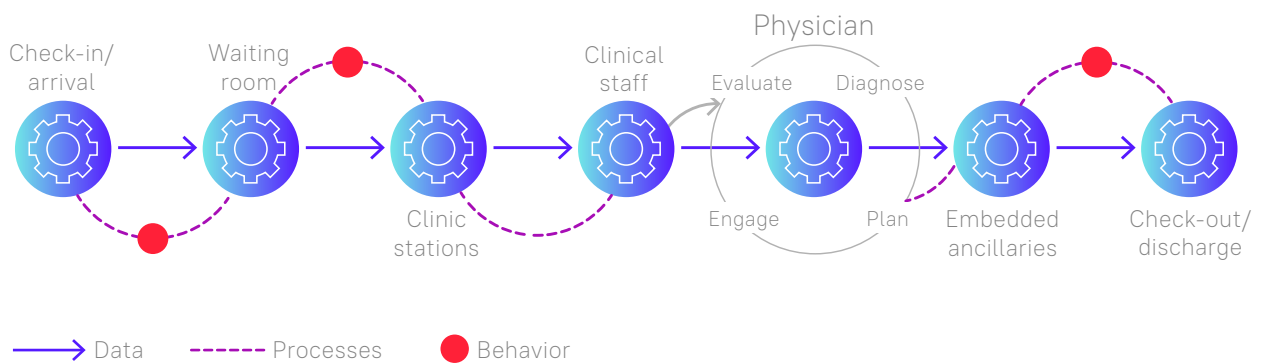 Physician
Check-in/
arrival
Waiting
room
Clinical
staff
Evaluate
Diagnose
Engage
Plan
Clinic
stations
Embedded
ancillaries
Check-out/
discharge
Data
Processes
Behavior